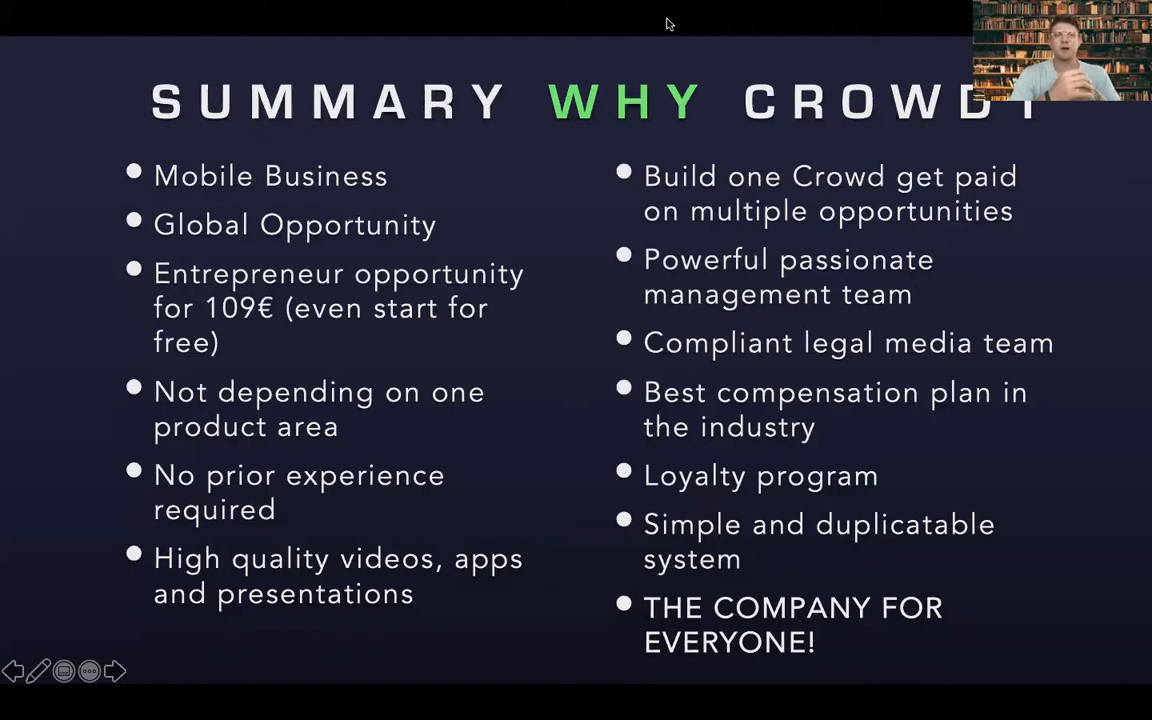 SUMMARY WHY CROWD1
Mobile Business
Global Opportunity
Entrepreneur opportunity
for 109€ (even start for
free)
Not depending on one
product area
No prior experience
required
High quality videos, apps
and presentations
Build one Crowd get paid
on multiple opportunities
Powerful passionate
management team
Compliant legal media team
Best compensation plan in
the industry
Loyalty program
Simple and duplicatable
system
THE COMPANY FOR
EVERYONE!